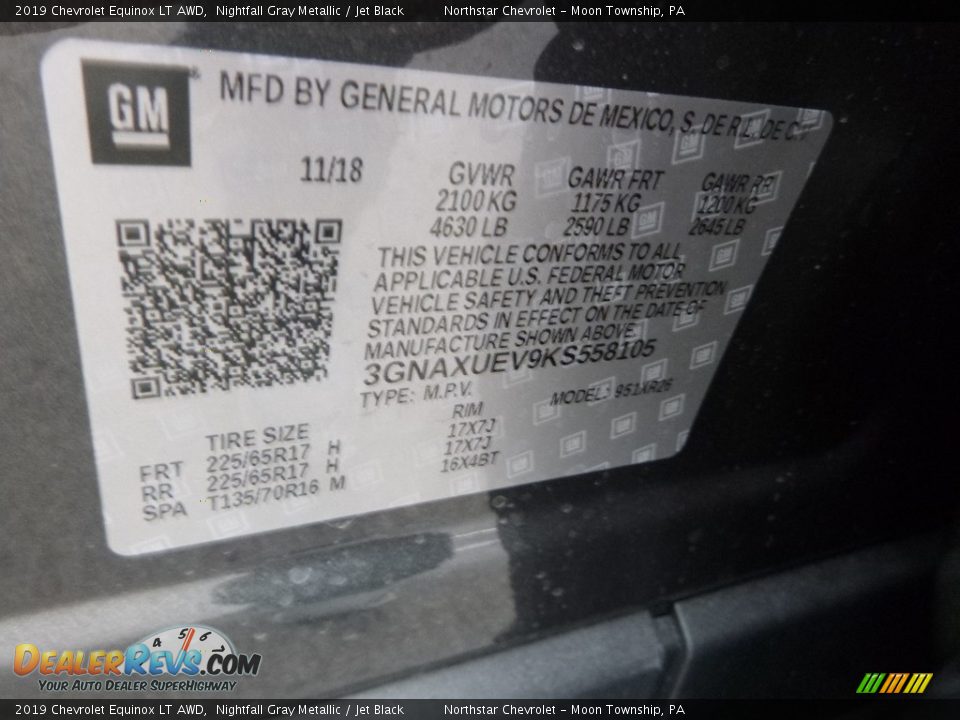 2019 Chevrolet Equinox LT AWD, Nightfall Gray Metallic / Jet Black Northstar Chevrolet - Moon Township, PA
GM
MFD BY GENERAL MOTORS DE MEXICO, S. DE R.L. DE C.V.
11/18
GVWR GAWR FRT GAWR RR
2100 KG 1175 KG 1200 KG
4630 LB 2590 LB 2645 LB
THIS VEHICLE CONFORMS TO ALL
APPLICABLE U.S. FEDERAL MOTOR
VEHICLE SAFETY AND THEFT PREVENTION
STANDARDS IN EFFECT ON THE DATE OF
MANUFACTURE SHOWN ABOVE.
3GNAXUEV9KS558105
TYPE: M.P.V. MODEL: 951XR26
TIRE SIZE RIM
FRT 225/65R17 H 17X7J
RR 225/65R17 H 17X7J
SPA T135/70R16 M 16X4BT
4 5 6
DEALERREVS.COM
YOUR AUTO DEALER SUPERHIGHWAY
2019 Chevrolet Equinox LT AWD, Nightfall Gray Metallic / Jet Black Northstar Chevrolet - Moon Township, PA